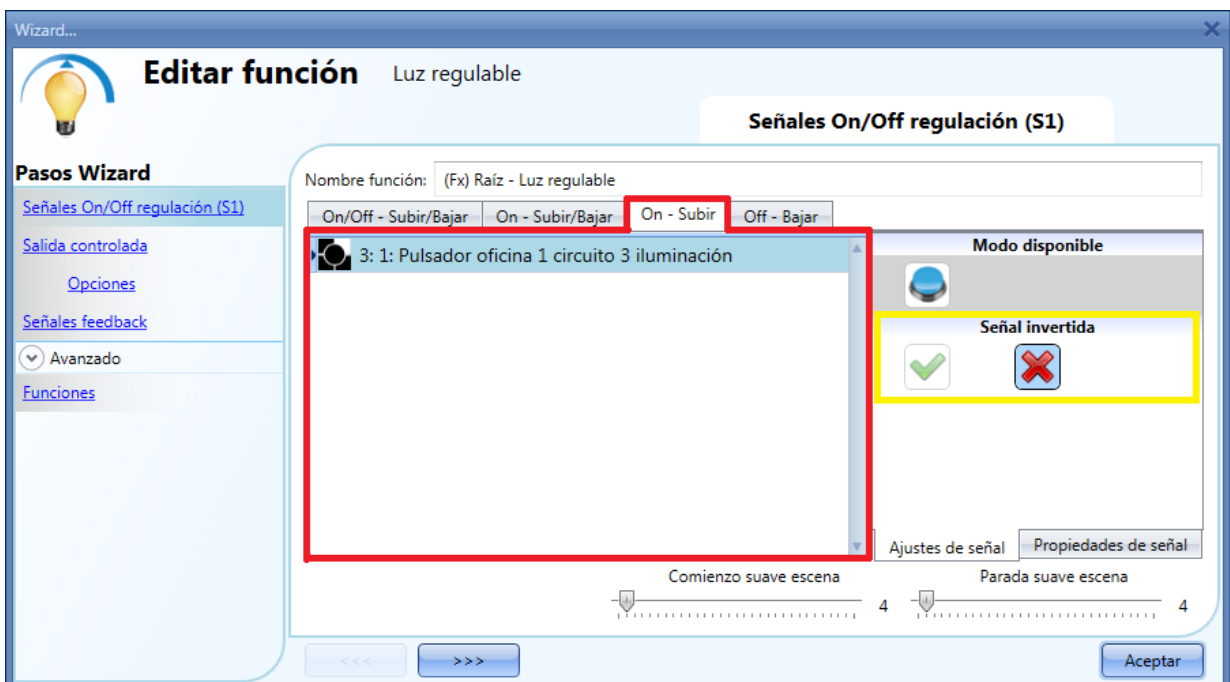 Wizard...
Editar función Luz regulable
Señales On/Off regulación (S1)
Pasos Wizard
Señales On/Off regulación (S1)
Salida controlada
Opciones
Señales feedback
Avanzado
Funciones
Nombre función: (Fx) Raíz - Luz regulable
On/Off - Subir/Bajar On - Subir/Bajar On - Subir Off - Bajar
3: 1: Pulsador oficina 1 circuito 3 iluminación
Modo disponible
Señal invertida
Ajustes de señal Propiedades de señal
Comienzo suave escena Parada suave escena
4 4
<<< >>> Aceptar